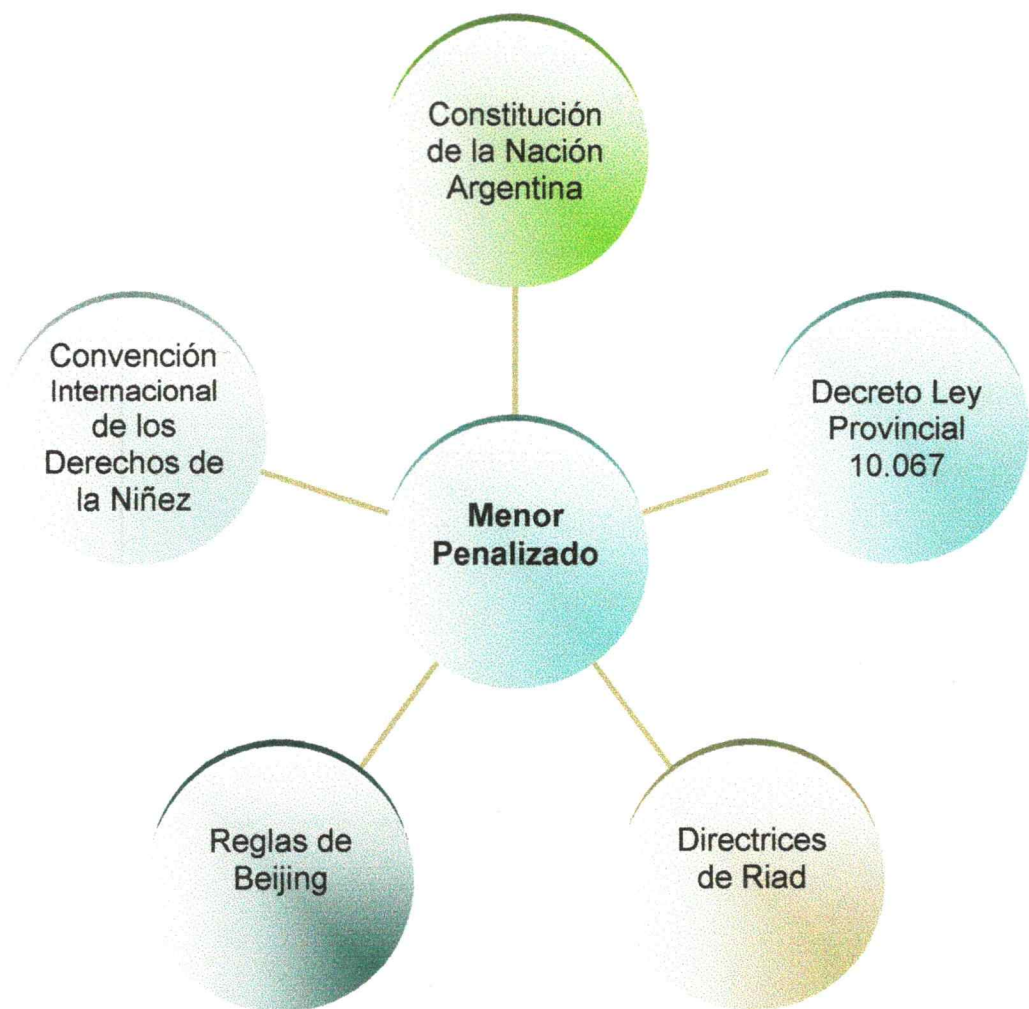 Constitución
de la Nación
Argentina
Convención
Internacional
de los
Derechos de
la Niñez
Decreto Ley
Provincial
10.067
Menor
Penalizado
Reglas de
Beijing
Directrices
de Riad